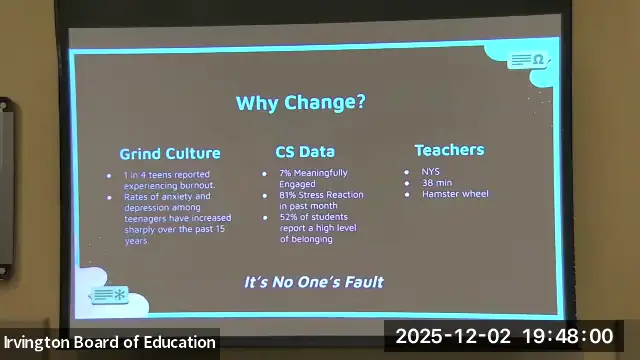 Why Change?
Grind Culture
1 in 4 teens reported
experiencing burnout.
Rates of anxiety and
depression among
teenagers have increased
sharply over the past 15
years.
CS Data
7% Meaningfully
Engaged
81% Stress Reaction
in past month
52% of students
report a high level
of belonging
Teachers
NYS
38 min
Hamster wheel
It's No One's Fault
Irvington Board of Education
2025-12-02 19:48:00